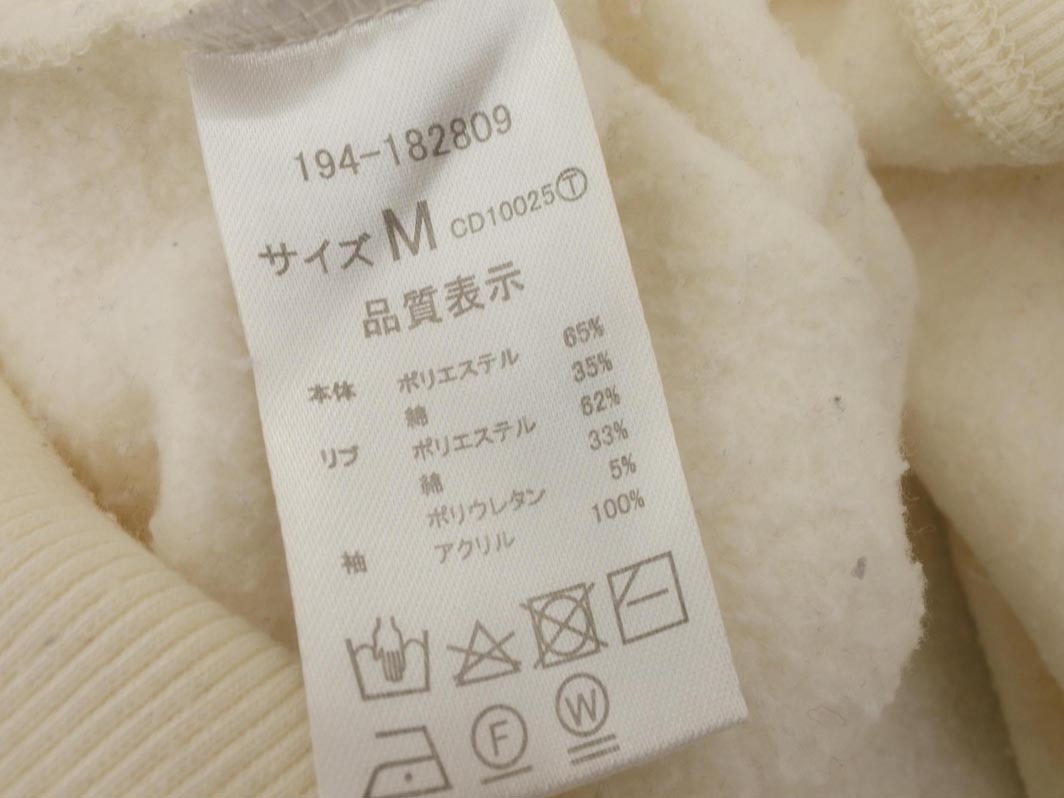 194-182809
サイズ M CD10025Ⓣ
品質表示
本体 ポリエステル 65%
綿 35%
リブ ポリエステル 62%
綿 33%
ポリウレタン 5%
袖 アクリル 100%
F W